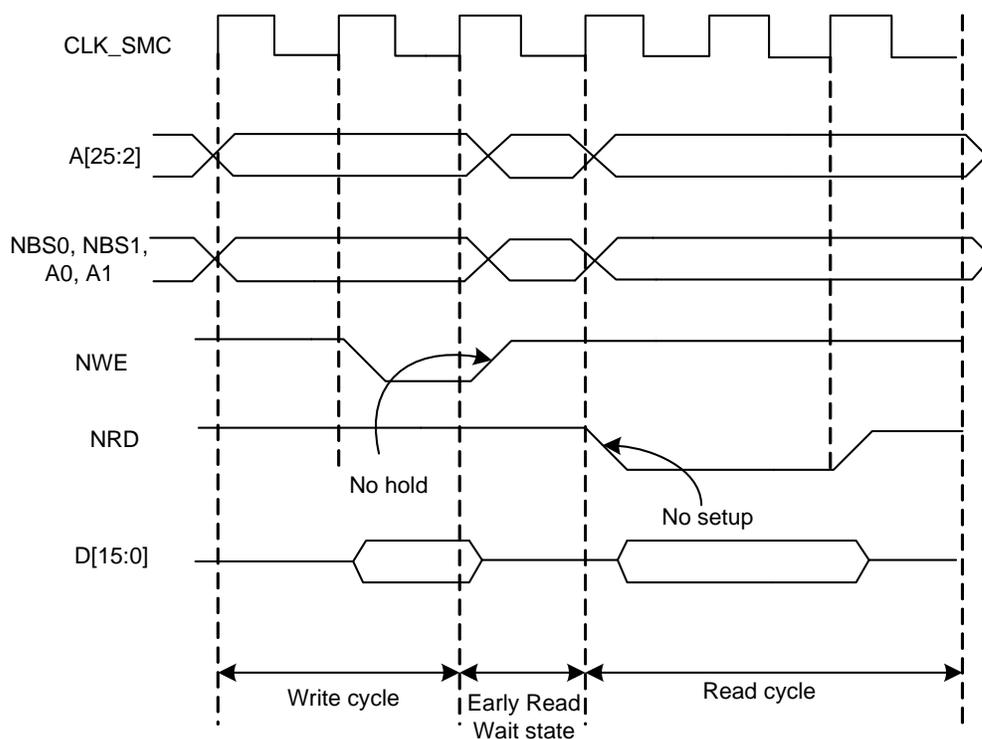 CLK_SMC
A[25:2]
NBS0, NBS1,
A0, A1
NWE
NRD
No hold
No setup
D[15:0]
Write cycle
Early Read
Wait state
Read cycle